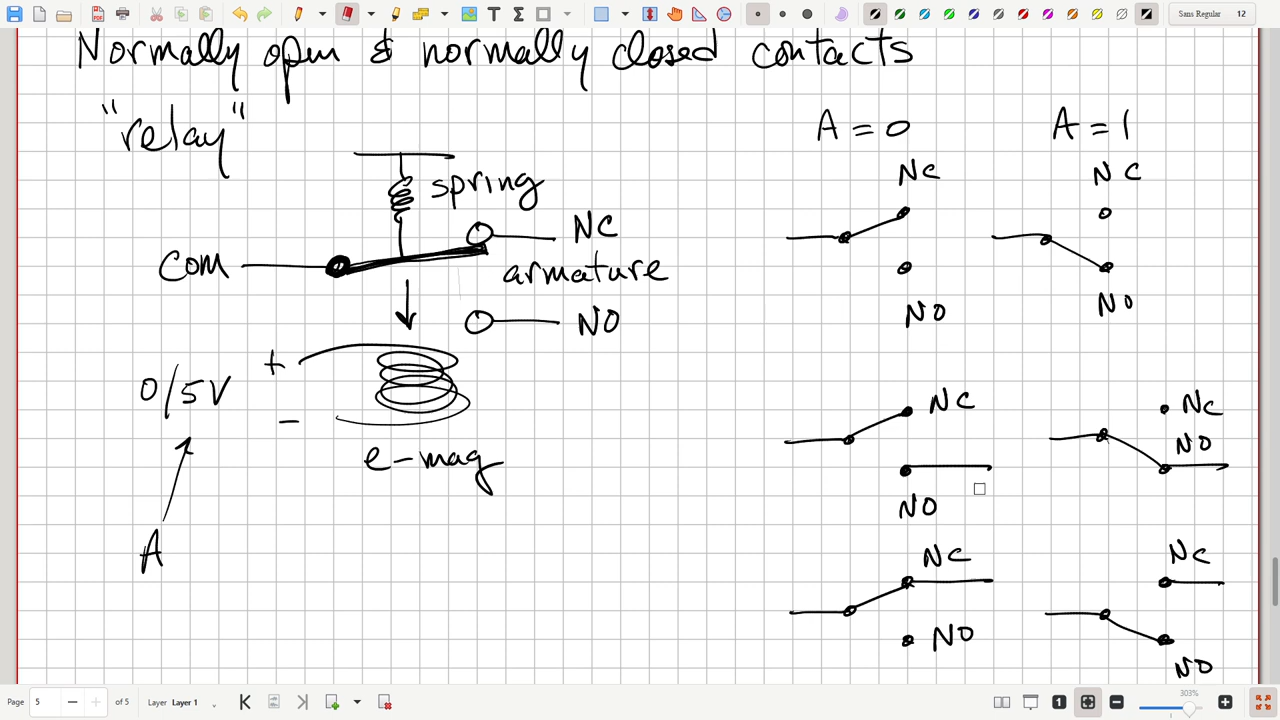 Sans Regular 12
Normally open & normally closed contacts
"relay"
A = 0
A = 1
NC
NC
spring
NC
COM
armature
NO
NO
NO
+
0/5V
-
e-mag
A
NC
NO
NC
NO
NC
NO
NC
NO
Page 5 of 5 Layer Layer 1
303%